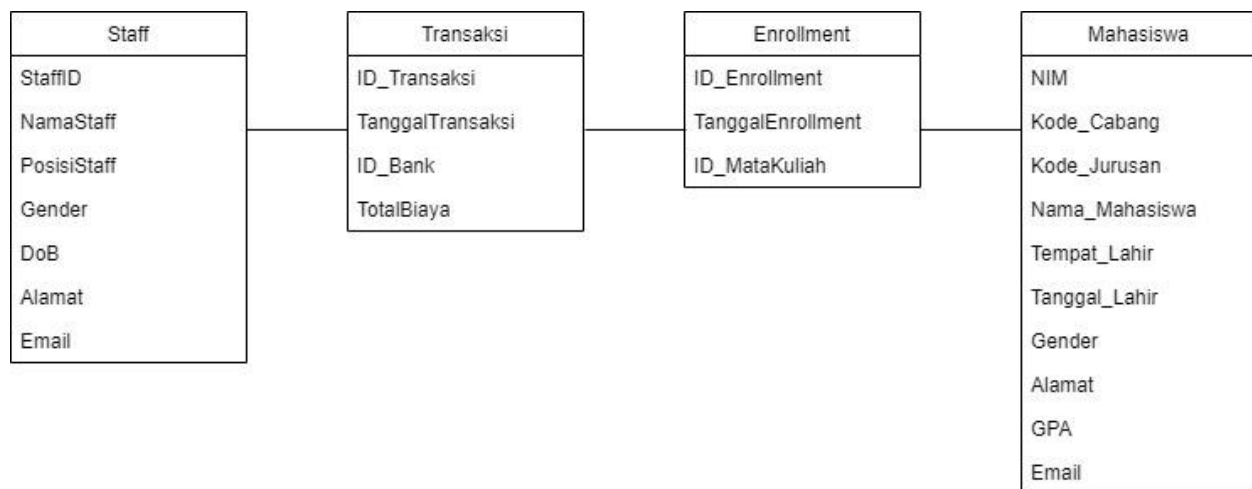 Staff
StaffID
NamaStaff
PosisiStaff
Gender
DoB
Alamat
Email
Transaksi
ID_Transaksi
TanggalTransaksi
ID_Bank
TotalBiaya
Enrollment
ID_Enrollment
TanggalEnrollment
ID_MataKuliah
Mahasiswa
NIM
Kode_Cabang
Kode_Jurusan
Nama_Mahasiswa
Tempat_Lahir
Tanggal_Lahir
Gender
Alamat
GPA
Email